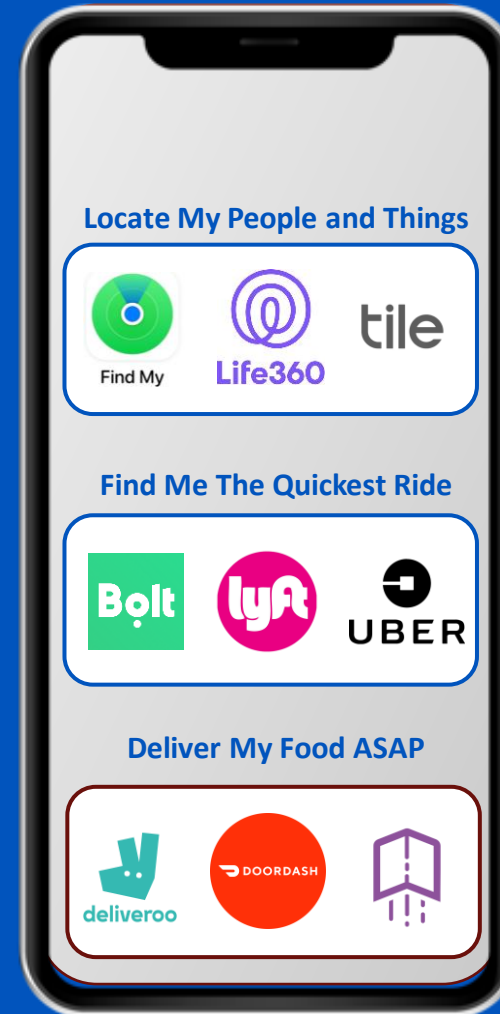 Locate My People and Things
Find My
Life360
tile
Find Me The Quickest Ride
Bolt
lyft
UBER
Deliver My Food ASAP
deliveroo
DOORDASH